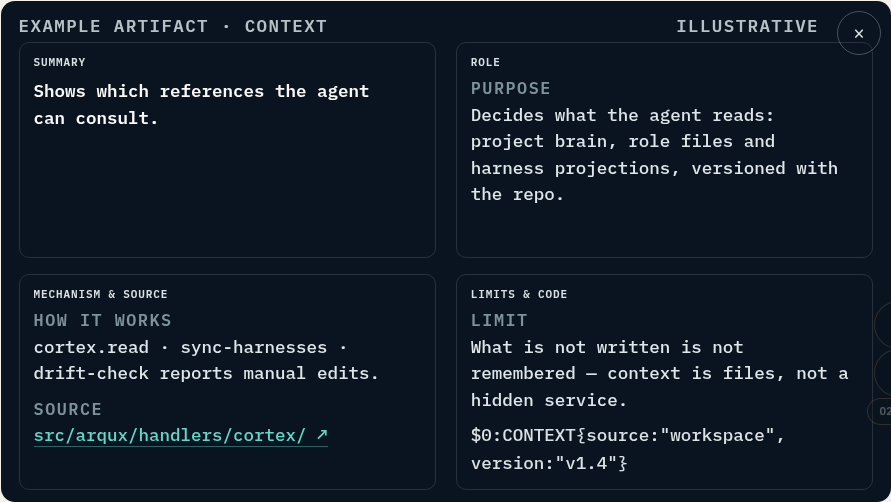 EXAMPLE ARTIFACT · CONTEXT
ILLUSTRATIVE
×
SUMMARY
Shows which references the agent
can consult.
ROLE
PURPOSE
Decides what the agent reads:
project brain, role files and
harness projections, versioned with
the repo.
MECHANISM & SOURCE
HOW IT WORKS
cortex.read · sync-harnesses ·
drift-check reports manual edits.
SOURCE
src/arqux/handlers/cortex/ ↗
LIMITS & CODE
LIMIT
What is not written is not
remembered — context is files, not a
hidden service.
$0:CONTEXT{source:"workspace",
version:"v1.4"}
02